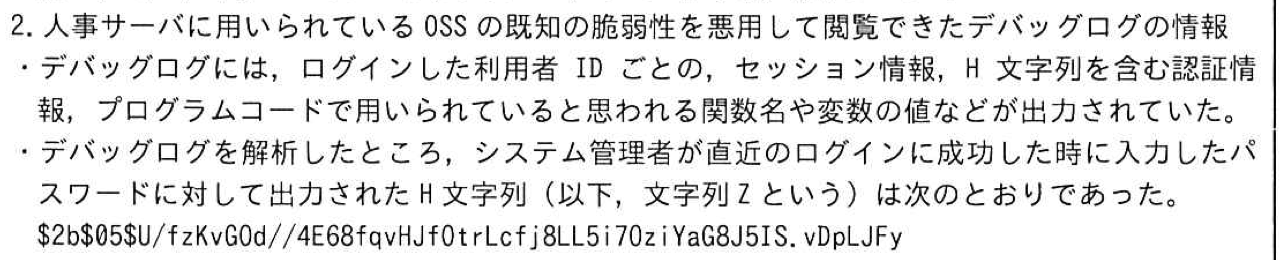 2. 人事サーバに用いられている OSS の既知の脆弱性を悪用して閲覧できたデバッグログの情報
・デバッグログには，ログインした利用者 ID ごとの，セッション情報，H 文字列を含む認証情
報，プログラムコードで用いられていると思われる関数名や変数の値などが出力されていた。
・デバッグログを解析したところ，システム管理者が直近のログインに成功した時に入力したパ
スワードに対して出力された H 文字列（以下，文字列 Z という）は次のとおりであった。
$2b$05$U/fzKvG0d//4E68fqvHJfOtrLcfj8LL5i7OziYaG8J5IS.vDpLJFy